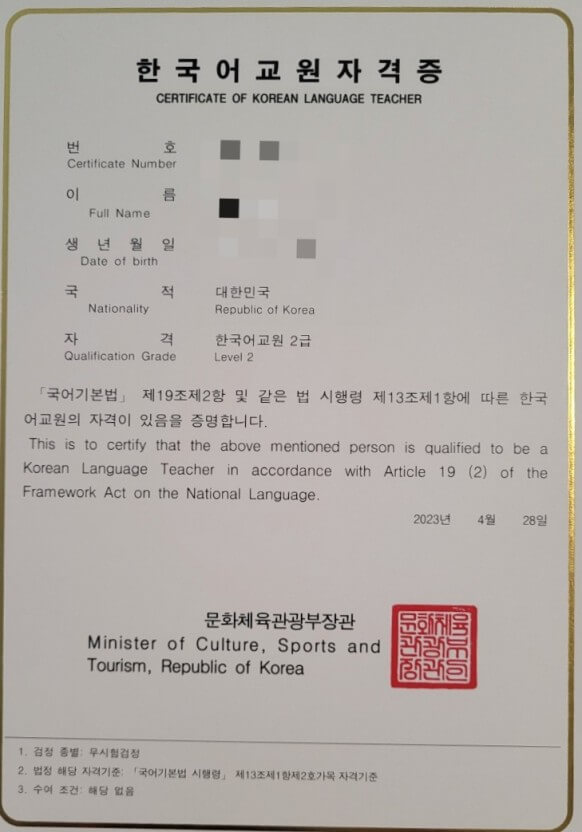 한국어교원자격증
CERTIFICATE OF KOREAN LANGUAGE TEACHER
번 호
Certificate Number
이 름
Full Name
생 년 월 일
Date of birth
국 적 대한민국
Nationality Republic of Korea
자 격 한국어교원 2급
Qualification Grade Level 2
「국어기본법」 제19조제2항 및 같은 법 시행령 제13조제1항에 따른 한국
어교원의 자격이 있음을 증명합니다.
This is to certify that the above mentioned person is qualified to be a
Korean Language Teacher in accordance with Article 19 (2) of the
Framework Act on the National Language.
2023년 4월 28일
문화체육관광부장관
Minister of Culture, Sports and
Tourism, Republic of Korea
문화체육
관광부
장관의
1. 검정 종별: 무시험검정
2. 법정 해당 자격기준: 「국어기본법 시행령」 제13조제1항제2호가목 자격기준
3. 수여 조건: 해당 없음